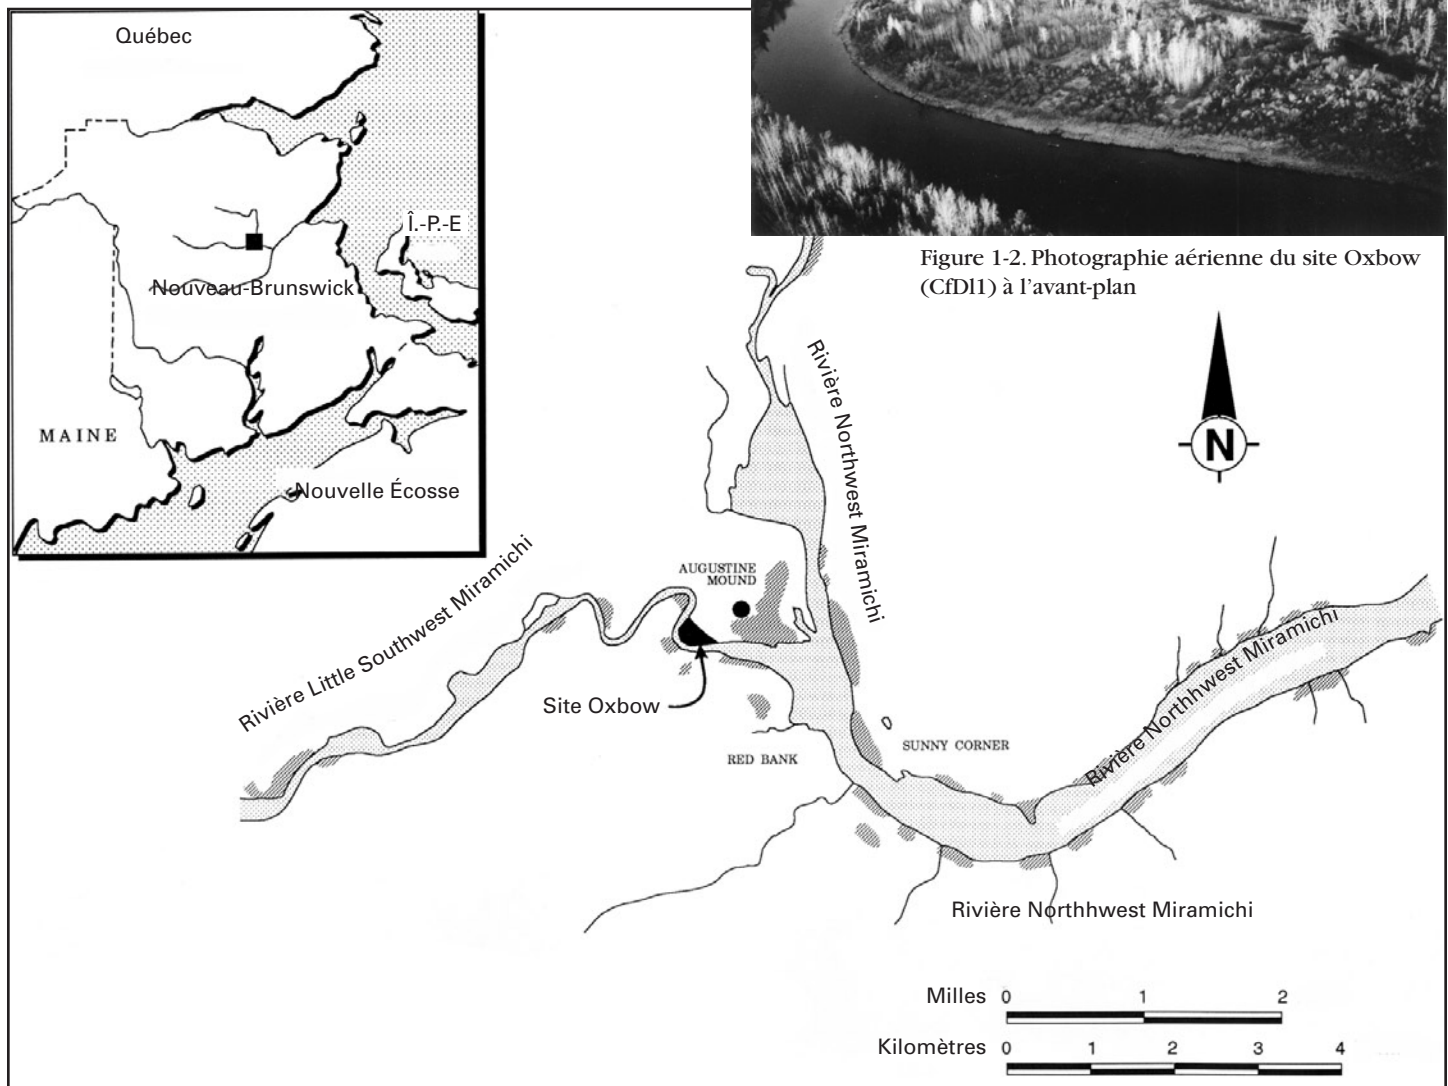 Québec
Î.-P.-E
Nouveau-Brunswick
MAINE
Nouvelle Écosse
Figure 1-2. Photographie aérienne du site Oxbow
(CfDl1) à l'avant-plan
N
Rivière Northwest Miramichi
AUGUSTINE
MOUND
Rivière Little Southwest Miramichi
Site Oxbow
RED BANK
SUNNY CORNER
Rivière Northhwest Miramichi
Rivière Northhwest Miramichi
Milles 0 1 2
Kilomètres 0 1 2 3 4